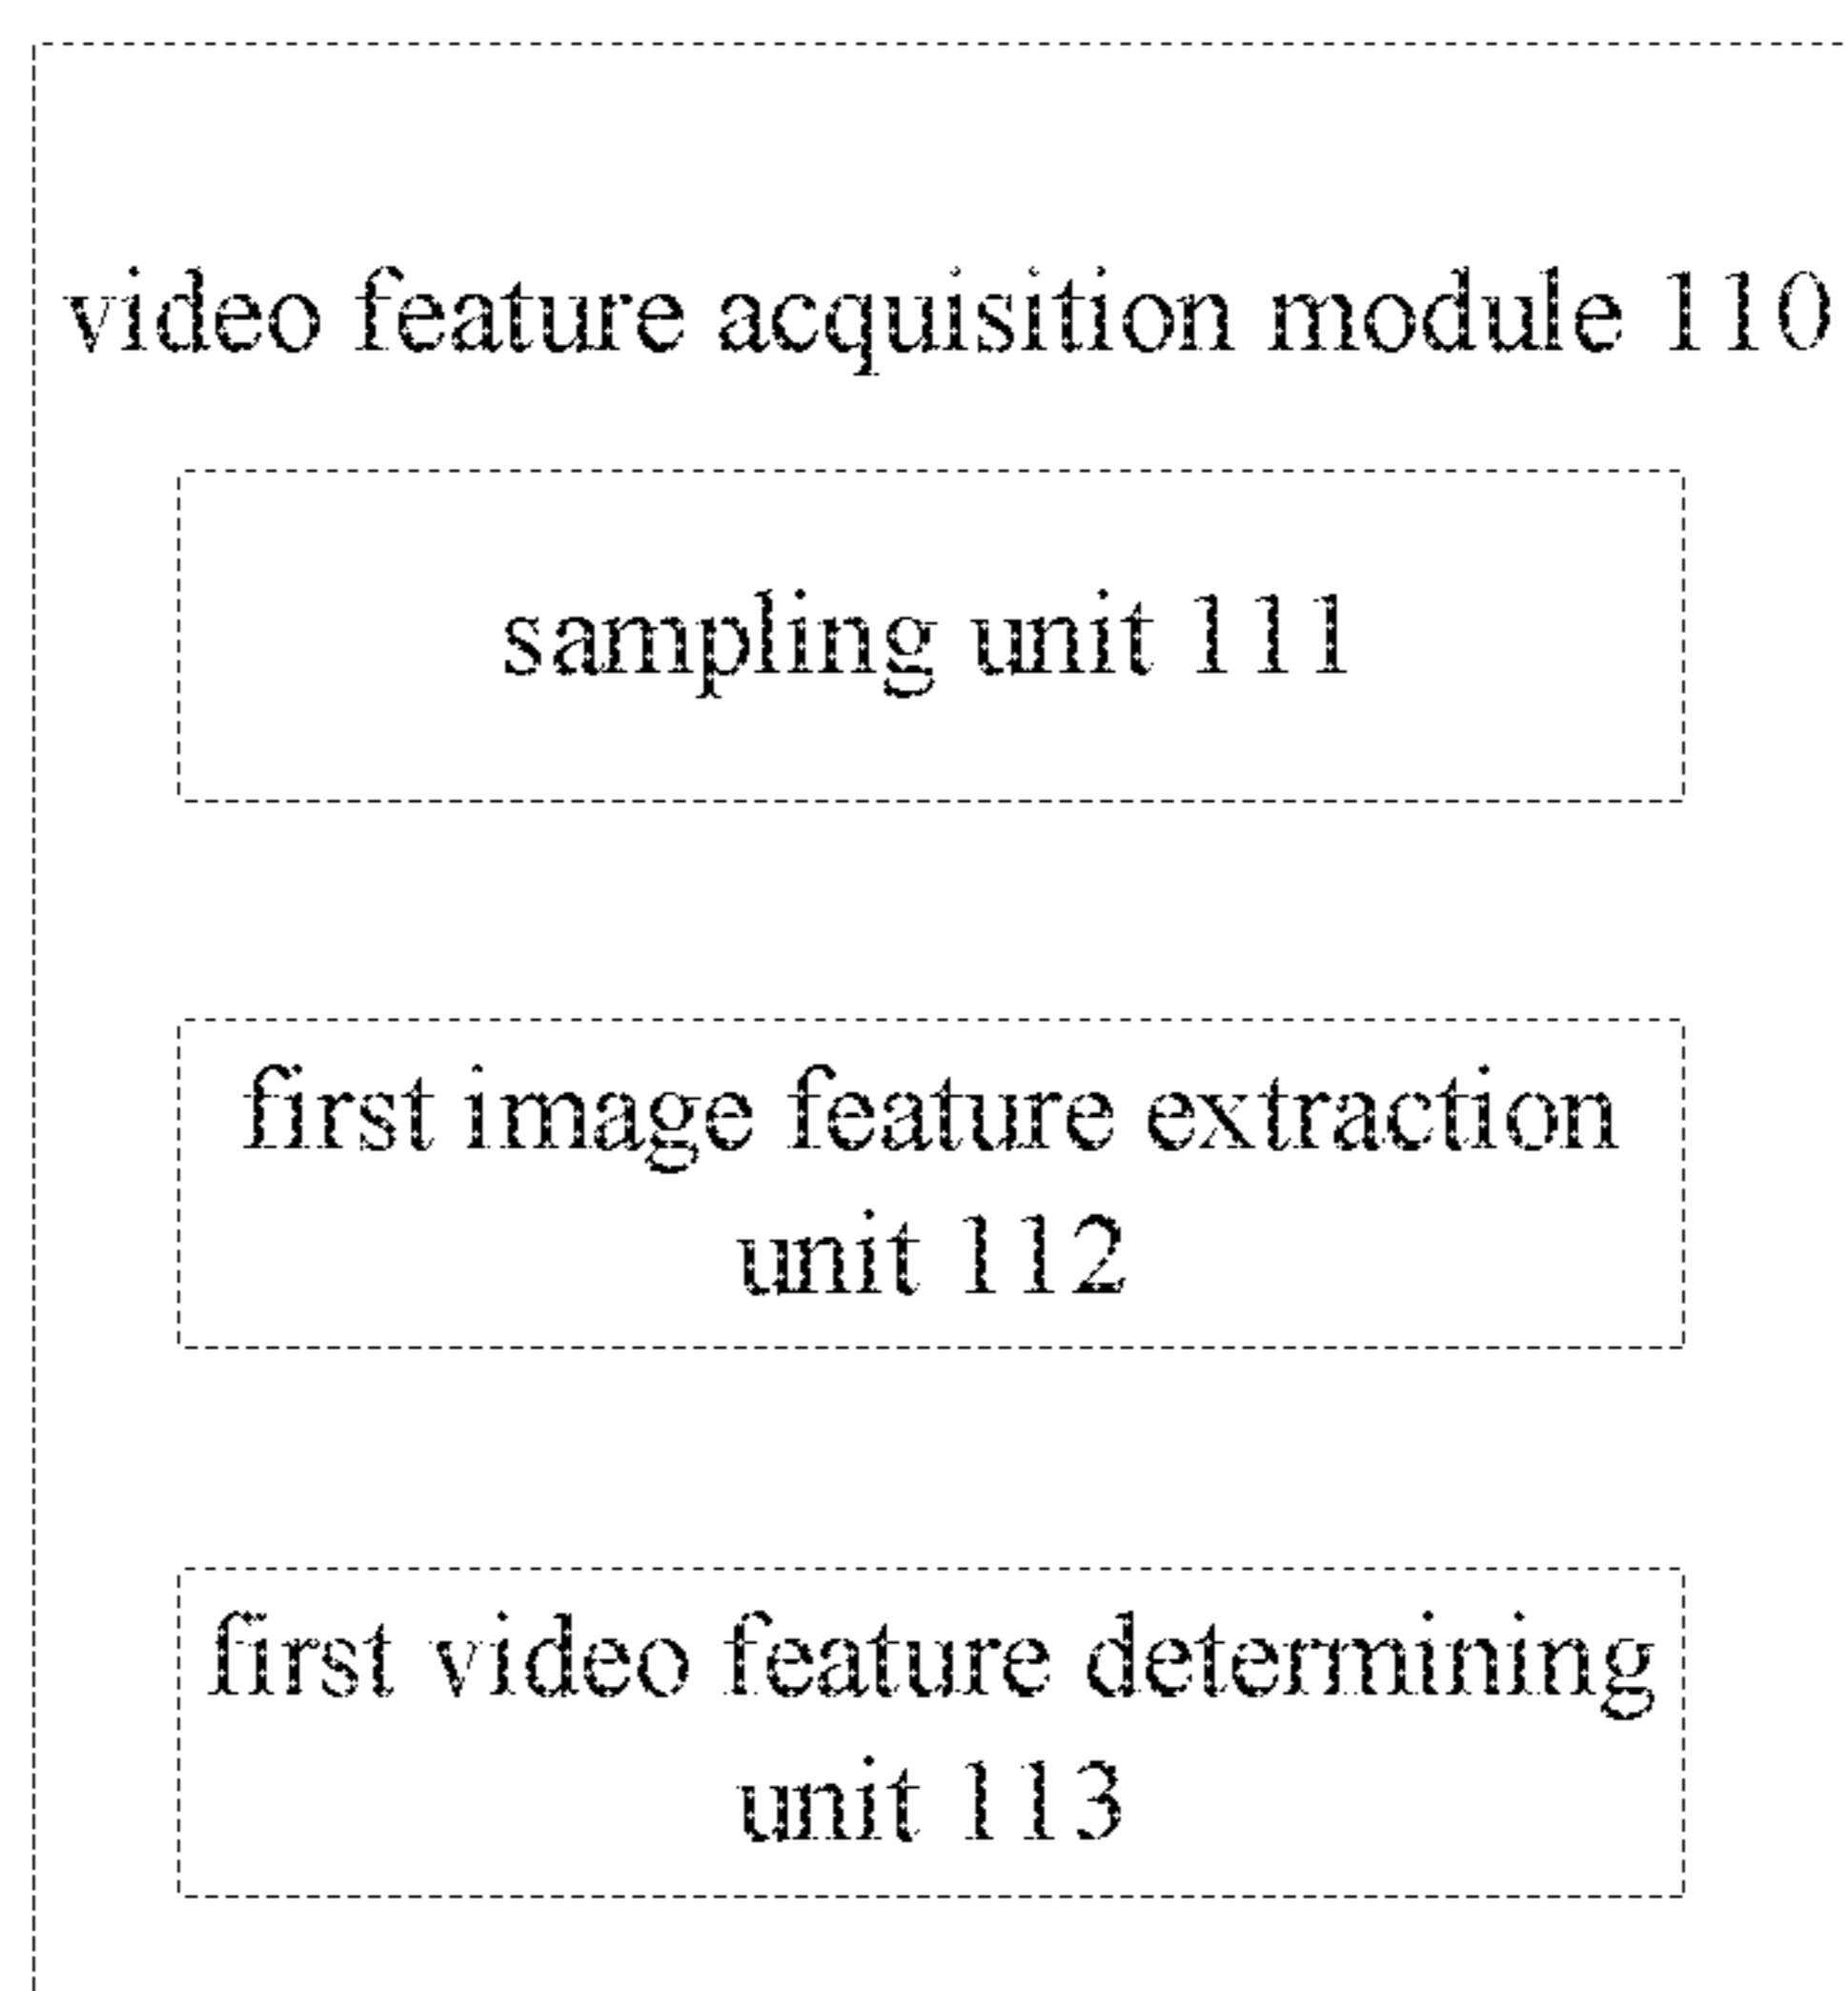 video feature acquisition module 110
sampling unit 111
first image feature extraction
unit 112
first video feature determining
unit 113